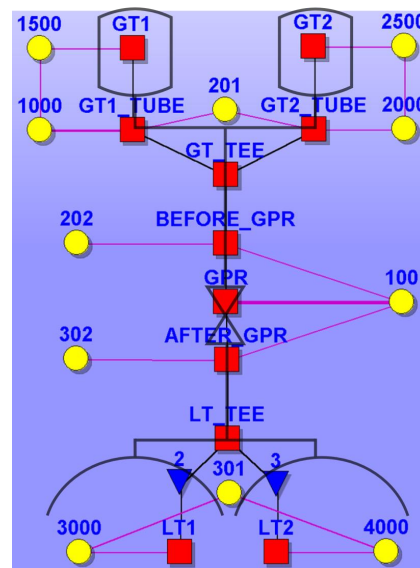 1500 GT1 GT2 2500
201
1000 GT1_TUBE GT2_TUBE 2000
GT_TEE
202 BEFORE_GPR
GPR 100
302 AFTER_GPR
LT_TEE
2 301 3
3000 LT1 LT2 4000